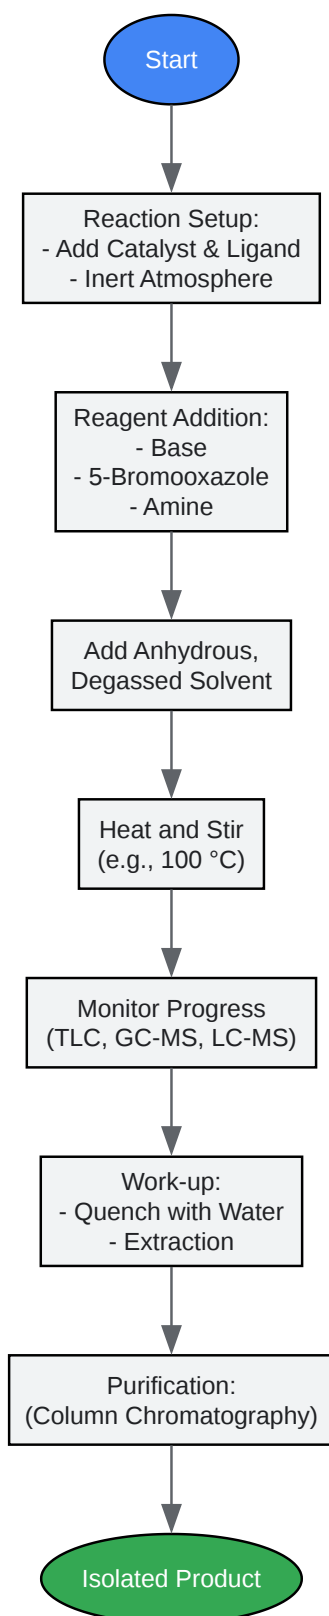 Start
Reaction Setup:
- Add Catalyst & Ligand
- Inert Atmosphere
Reagent Addition:
- Base
- 5-Bromooxazole
- Amine
Add Anhydrous,
Degassed Solvent
Heat and Stir
(e.g., 100 °C)
Monitor Progress
(TLC, GC-MS, LC-MS)
Work-up:
- Quench with Water
- Extraction
Purification:
(Column Chromatography)
Isolated Product